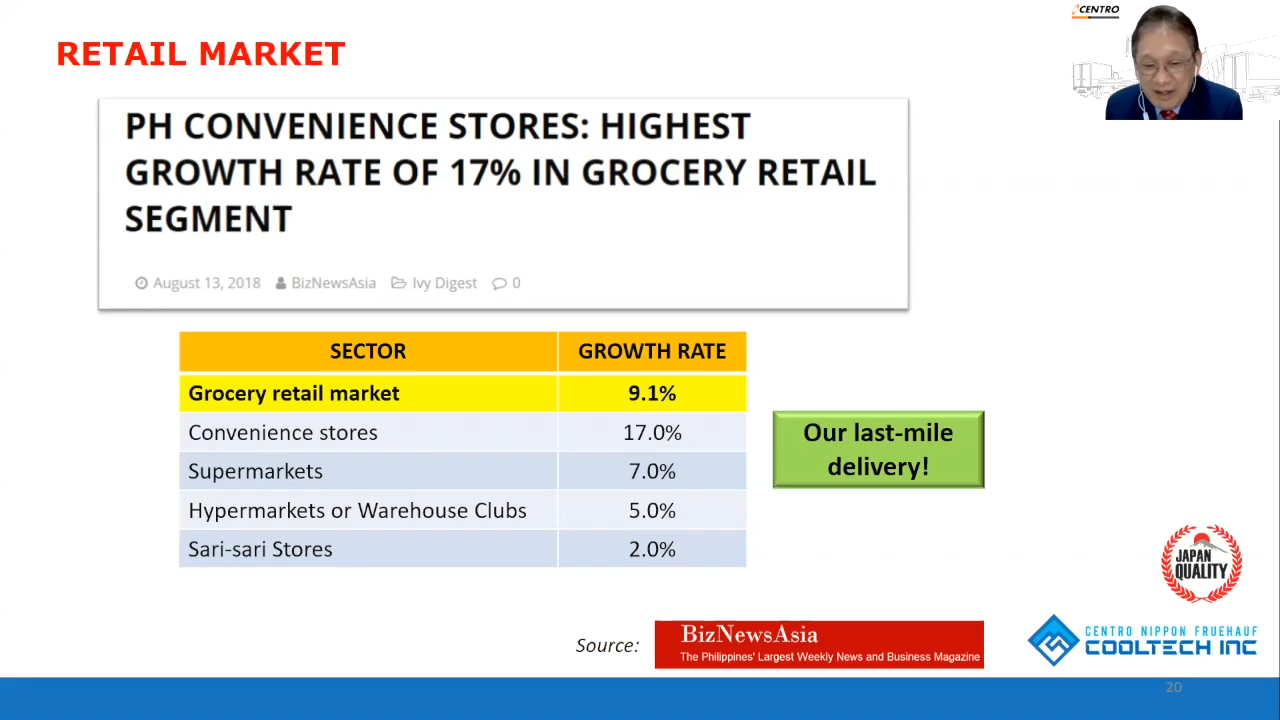 CENTRO
RETAIL MARKET
PH CONVENIENCE STORES: HIGHEST
GROWTH RATE OF 17% IN GROCERY RETAIL
SEGMENT
August 13, 2018 BizNewsAsia Ivy Digest 0
SECTOR GROWTH RATE
Grocery retail market 9.1%
Convenience stores 17.0%
Supermarkets 7.0%
Hypermarkets or Warehouse Clubs 5.0%
Sari-sari Stores 2.0%
Our last-mile
delivery!
JAPAN
QUALITY
Source:
BizNewsAsia
The Philippines' Largest Weekly News and Business Magazine
CENTRO NIPPON FRUEHAUF
COOLTECH INC
20